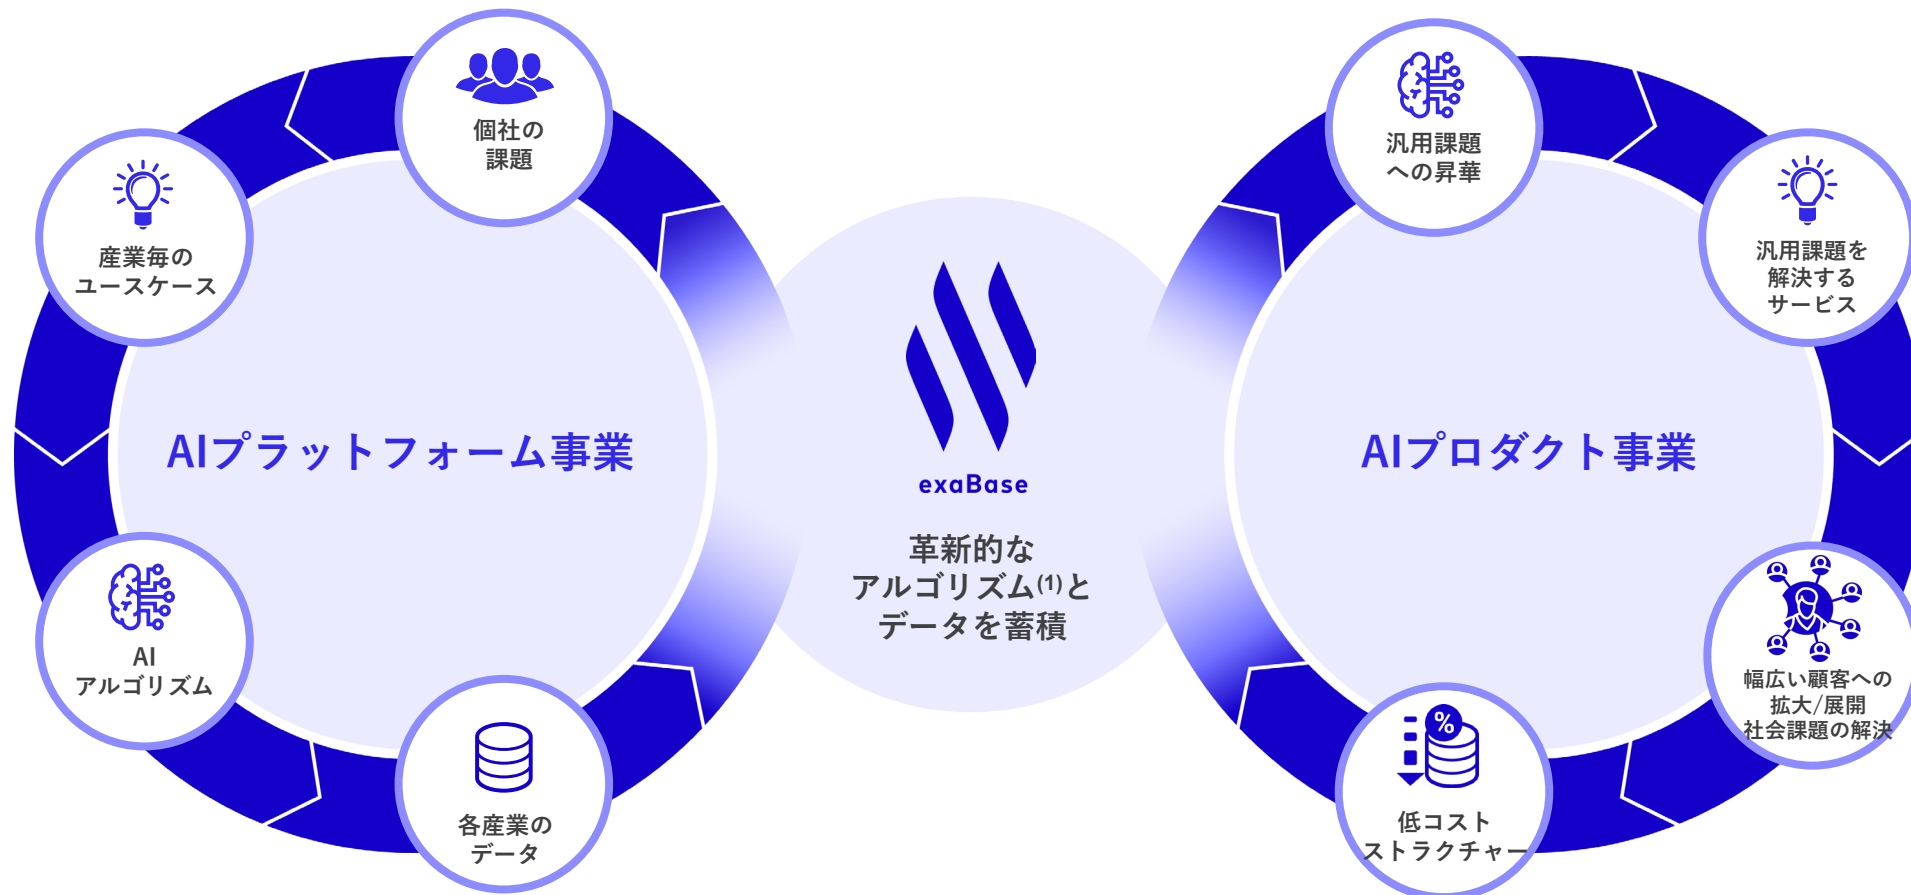 個社の
課題
産業毎の
ユースケース
AIプラットフォーム事業
AI
アルゴリズム
各産業の
データ
exaBase
革新的な
アルゴリズム(1)と
データを蓄積
汎用課題
への昇華
汎用課題を
解決する
サービス
AIプロダクト事業
幅広い顧客への
拡大/展開
社会課題の解決
%
低コスト
ストラクチャー